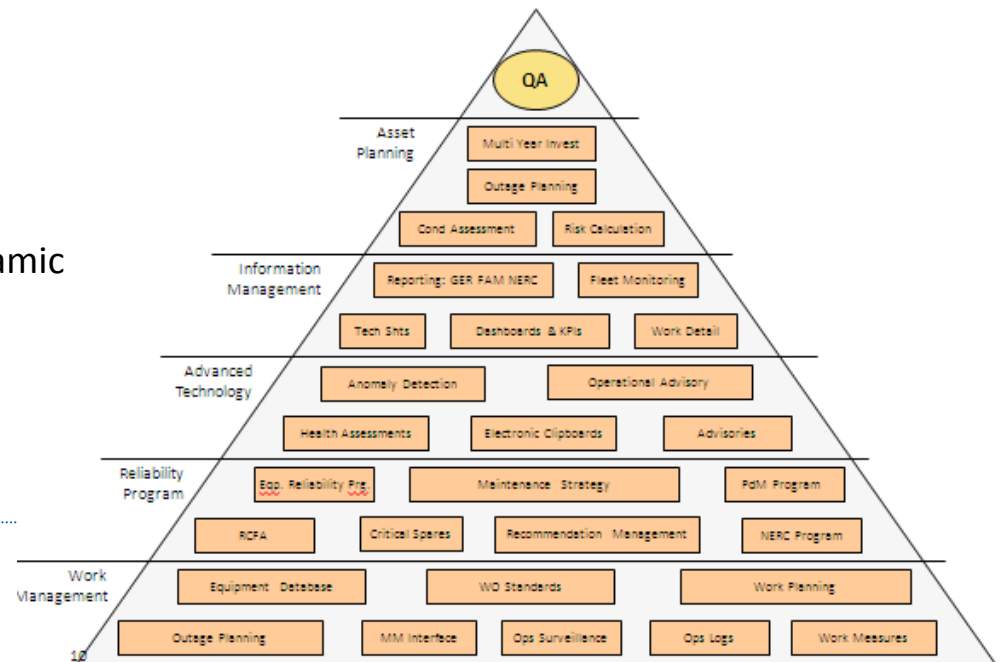 QA
Asset
Planning
Multi Year Invest
Outage Planning
Cond Assessment Risk Calculation
amic
Information
Management
Reporting: GER FAM NERC Fleet Monitoring
Tech Shts Dashboards & KPIs Work Detail
Advanced
Technology
Anomaly Detection Operational Advisory
Health Assessments Electronic Clipboards Advisories
Reliability
Program
Eqp. Reliability Prg. Maintenance Strategy PdM Program
RCFA Critical Spares Recommendation Management NERC Program
Work
Management
Equipment Database WO Standards Work Planning
Outage Planning MM Interface Ops Surveillance Ops Logs Work Measures
10